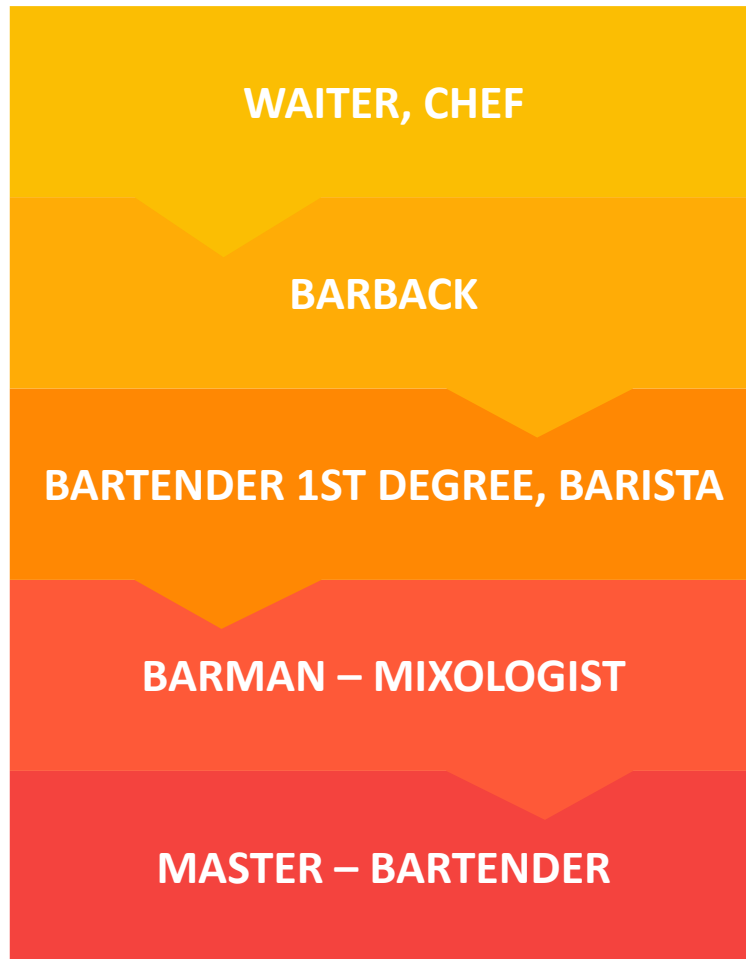 WAITER, CHEF
BARBACK
BARTENDER 1ST DEGREE, BARISTA
BARMAN – MIXOLOGIST
MASTER – BARTENDER